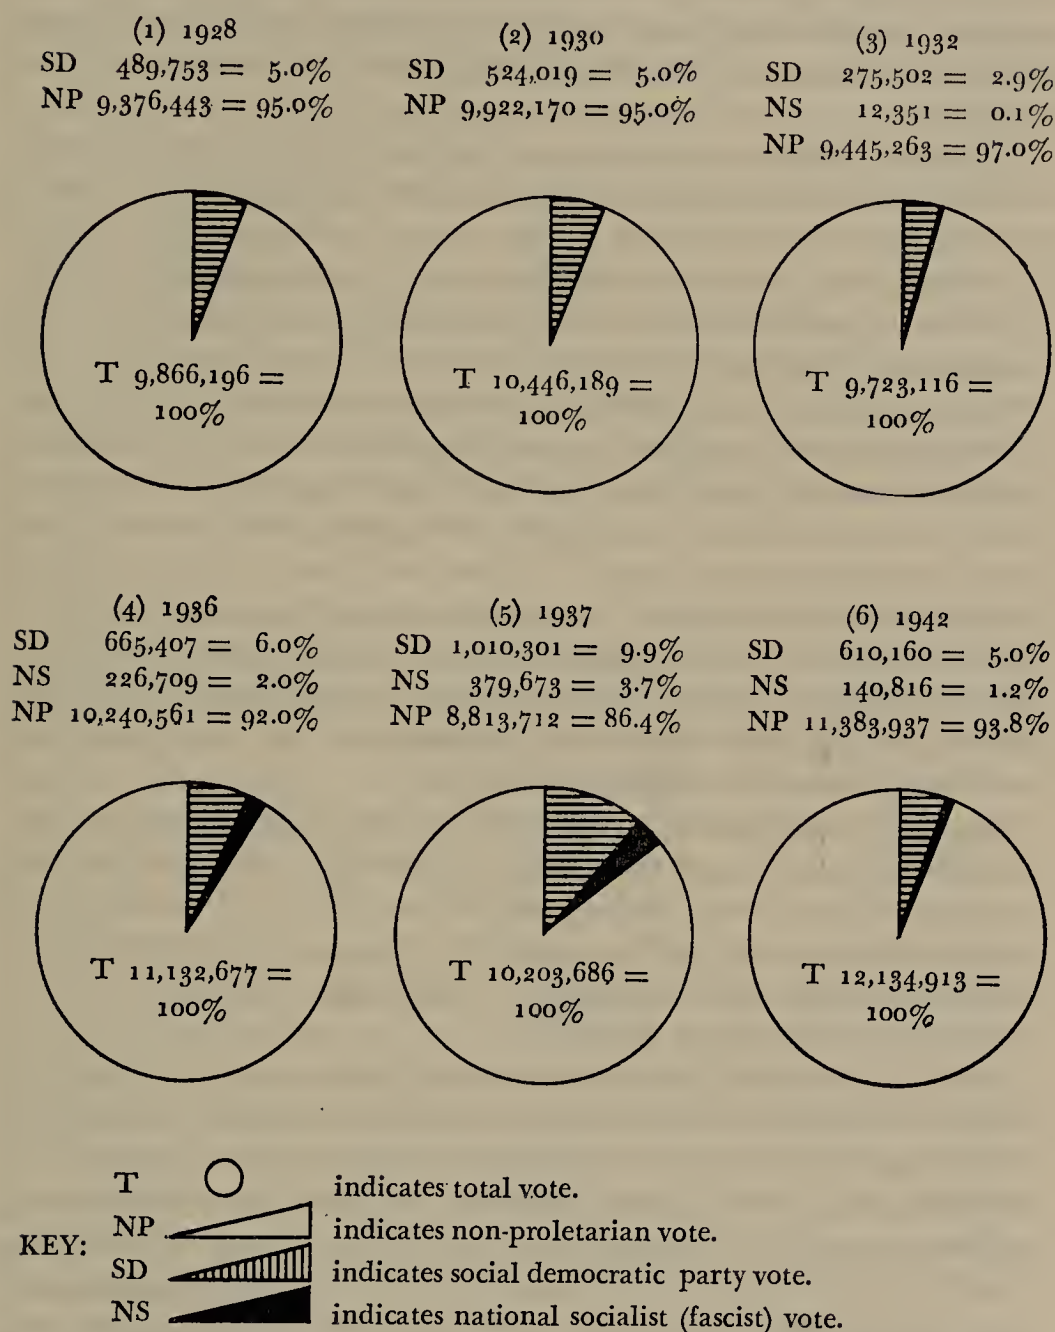 (1) 1928
SD 489,753 = 5.0%
NP 9,376,443 = 95.0%
(2) 1930
SD 524,019 = 5.0%
NP 9,922,170 = 95.0%
(3) 1932
SD 275,502 = 2.9%
NS 12,351 = 0.1%
NP 9,445,263 = 97.0%
T 9,866,196 =
100%
T 10,446,189 =
100%
T 9,723,116 =
100%
(4) 1936
SD 665,407 = 6.0%
NS 226,709 = 2.0%
NP 10,240,561 = 92.0%
(5) 1937
SD 1,010,301 = 9.9%
NS 379,673 = 3.7%
NP 8,813,712 = 86.4%
(6) 1942
SD 610,160 = 5.0%
NS 140,816 = 1.2%
NP 11,383,937 = 93.8%
T 11,132,677 =
100%
T 10,203,686 =
100%
T 12,134,913 =
100%
KEY:
T indicates total vote.
NP indicates non-proletarian vote.
SD indicates social democratic party vote.
NS indicates national socialist (fascist) vote.